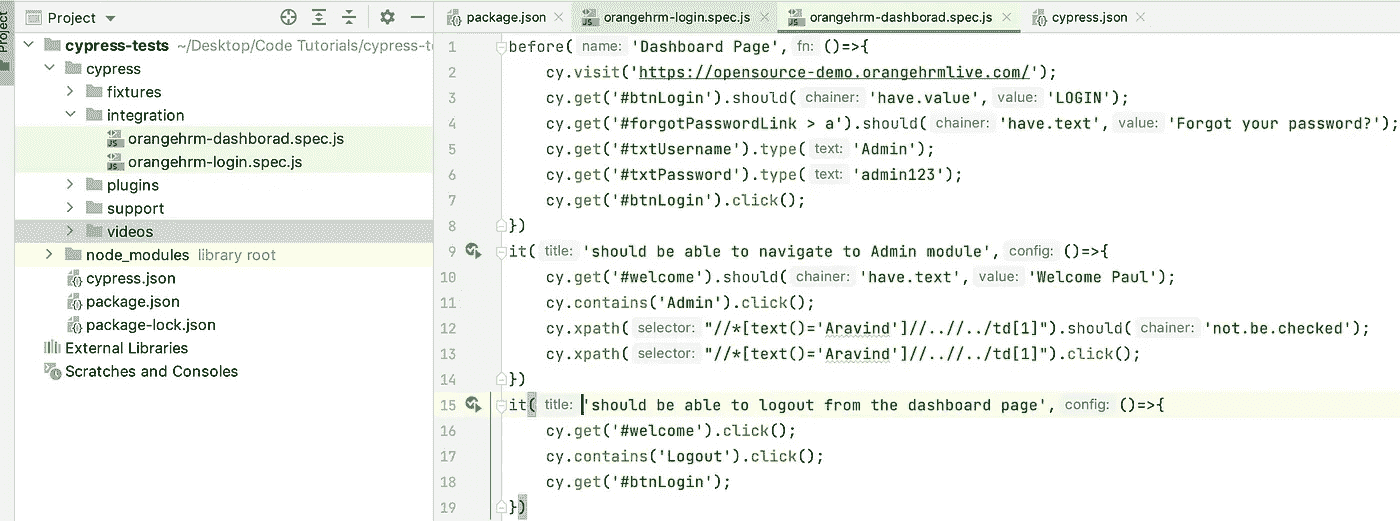 Project
Project
cypress-tests ~/Desktop/Code Tutorials/cypress-te
cypress
fixtures
integration
orangehrm-dashborad.spec.js
orangehrm-login.spec.js
plugins
support
videos
node_modules library root
cypress.json
package.json
package-lock.json
External Libraries
Scratches and Consoles
package.json
orangehrm-login.spec.js
orangehrm-dashborad.spec.js
cypress.json
1 before( name: 'Dashboard Page', fn: ()=>{
2 cy.visit('https://opensource-demo.orangehrmlive.com/');
3 cy.get('#btnLogin').should( chainer: 'have.value', value: 'LOGIN');
4 cy.get('#forgotPasswordLink > a').should( chainer: 'have.text', value: 'Forgot your password?');
5 cy.get('#txtUsername').type( text: 'Admin');
6 cy.get('#txtPassword').type( text: 'admin123');
7 cy.get('#btnLogin').click();
8 })
9 it( title: 'should be able to navigate to Admin module', config: ()=>{
10 cy.get('#welcome').should( chainer: 'have.text', value: 'Welcome Paul');
11 cy.contains('Admin').click();
12 cy.xpath( selector: "//*[text()='Aravind']//..//../td[1]").should( chainer: 'not.be.checked');
13 cy.xpath( selector: "//*[text()='Aravind']//..//../td[1]").click();
14 })
15 it( title: 'should be able to logout from the dashboard page', config: ()=>{
16 cy.get('#welcome').click();
17 cy.contains('Logout').click();
18 cy.get('#btnLogin');
19 })